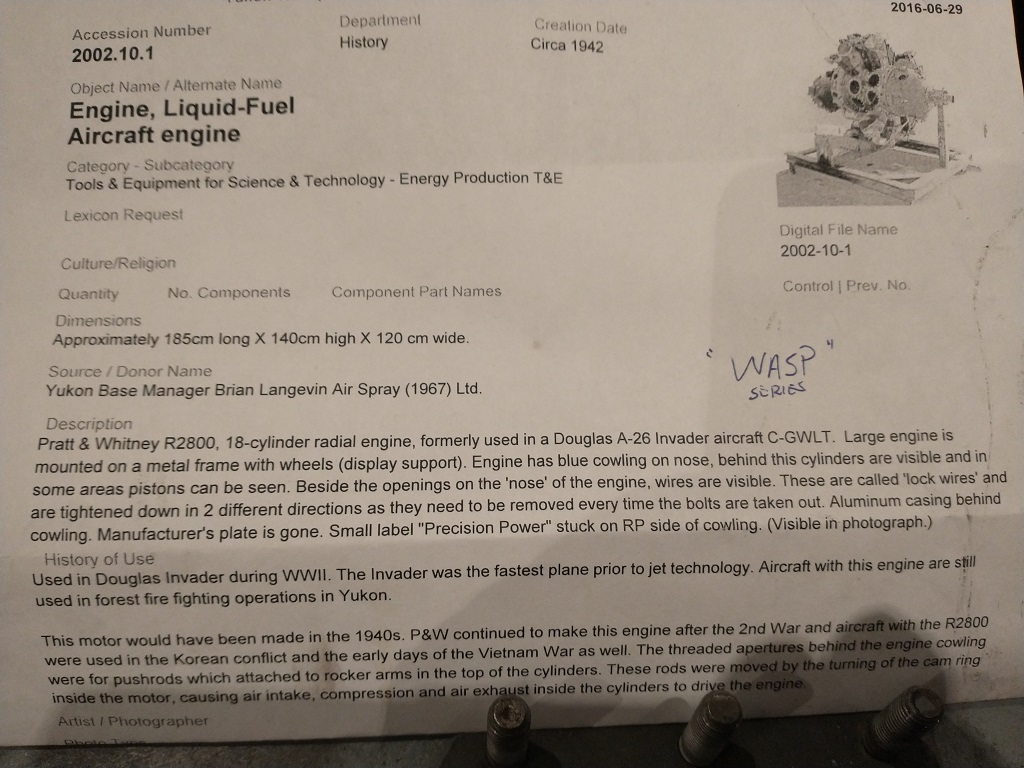 2016-06-29
Accession Number
2002.10.1
Department
History
Creation Date
Circa 1942
Object Name / Alternate Name
Engine, Liquid-Fuel
Aircraft engine
Category - Subcategory
Tools & Equipment for Science & Technology - Energy Production T&E
Lexicon Request
Digital File Name
2002-10-1
Culture/Religion
Control | Prev. No.
Quantity No. Components Component Part Names
Dimensions
Approximately 185cm long X 140cm high X 120 cm wide.
Source / Donor Name
Yukon Base Manager Brian Langevin Air Spray (1967) Ltd.
"WASP"
SERIES
Description
Pratt & Whitney R2800, 18-cylinder radial engine, formerly used in a Douglas A-26 Invader aircraft C-GWLT. Large engine is
mounted on a metal frame with wheels (display support). Engine has blue cowling on nose, behind this cylinders are visible and in
some areas pistons can be seen. Beside the openings on the 'nose' of the engine, wires are visible. These are called 'lock wires' and
are tightened down in 2 different directions as they need to be removed every time the bolts are taken out. Aluminum casing behind
cowling. Manufacturer's plate is gone. Small label "Precision Power" stuck on RP side of cowling. (Visible in photograph.)
History of Use
Used in Douglas Invader during WWII. The Invader was the fastest plane prior to jet technology. Aircraft with this engine are still
used in forest fire fighting operations in Yukon.
This motor would have been made in the 1940s. P&W continued to make this engine after the 2nd War and aircraft with the R2800
were used in the Korean conflict and the early days of the Vietnam War as well. The threaded apertures behind the engine cowling
were for pushrods which attached to rocker arms in the top of the cylinders. These rods were moved by the turning of the cam ring
inside the motor, causing air intake, compression and air exhaust inside the cylinders to drive the engine.
Artist / Photographer